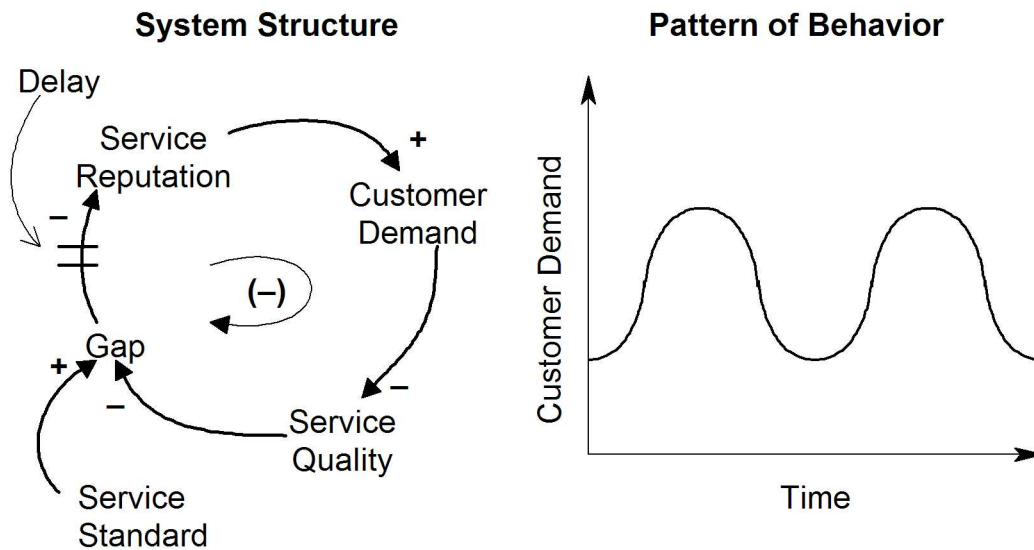 System Structure
Pattern of Behavior
Delay
Service
Reputation
+
Customer
Demand
–
(–)
Gap
+
–
–
Service
Quality
Service
Standard
Customer Demand
Time